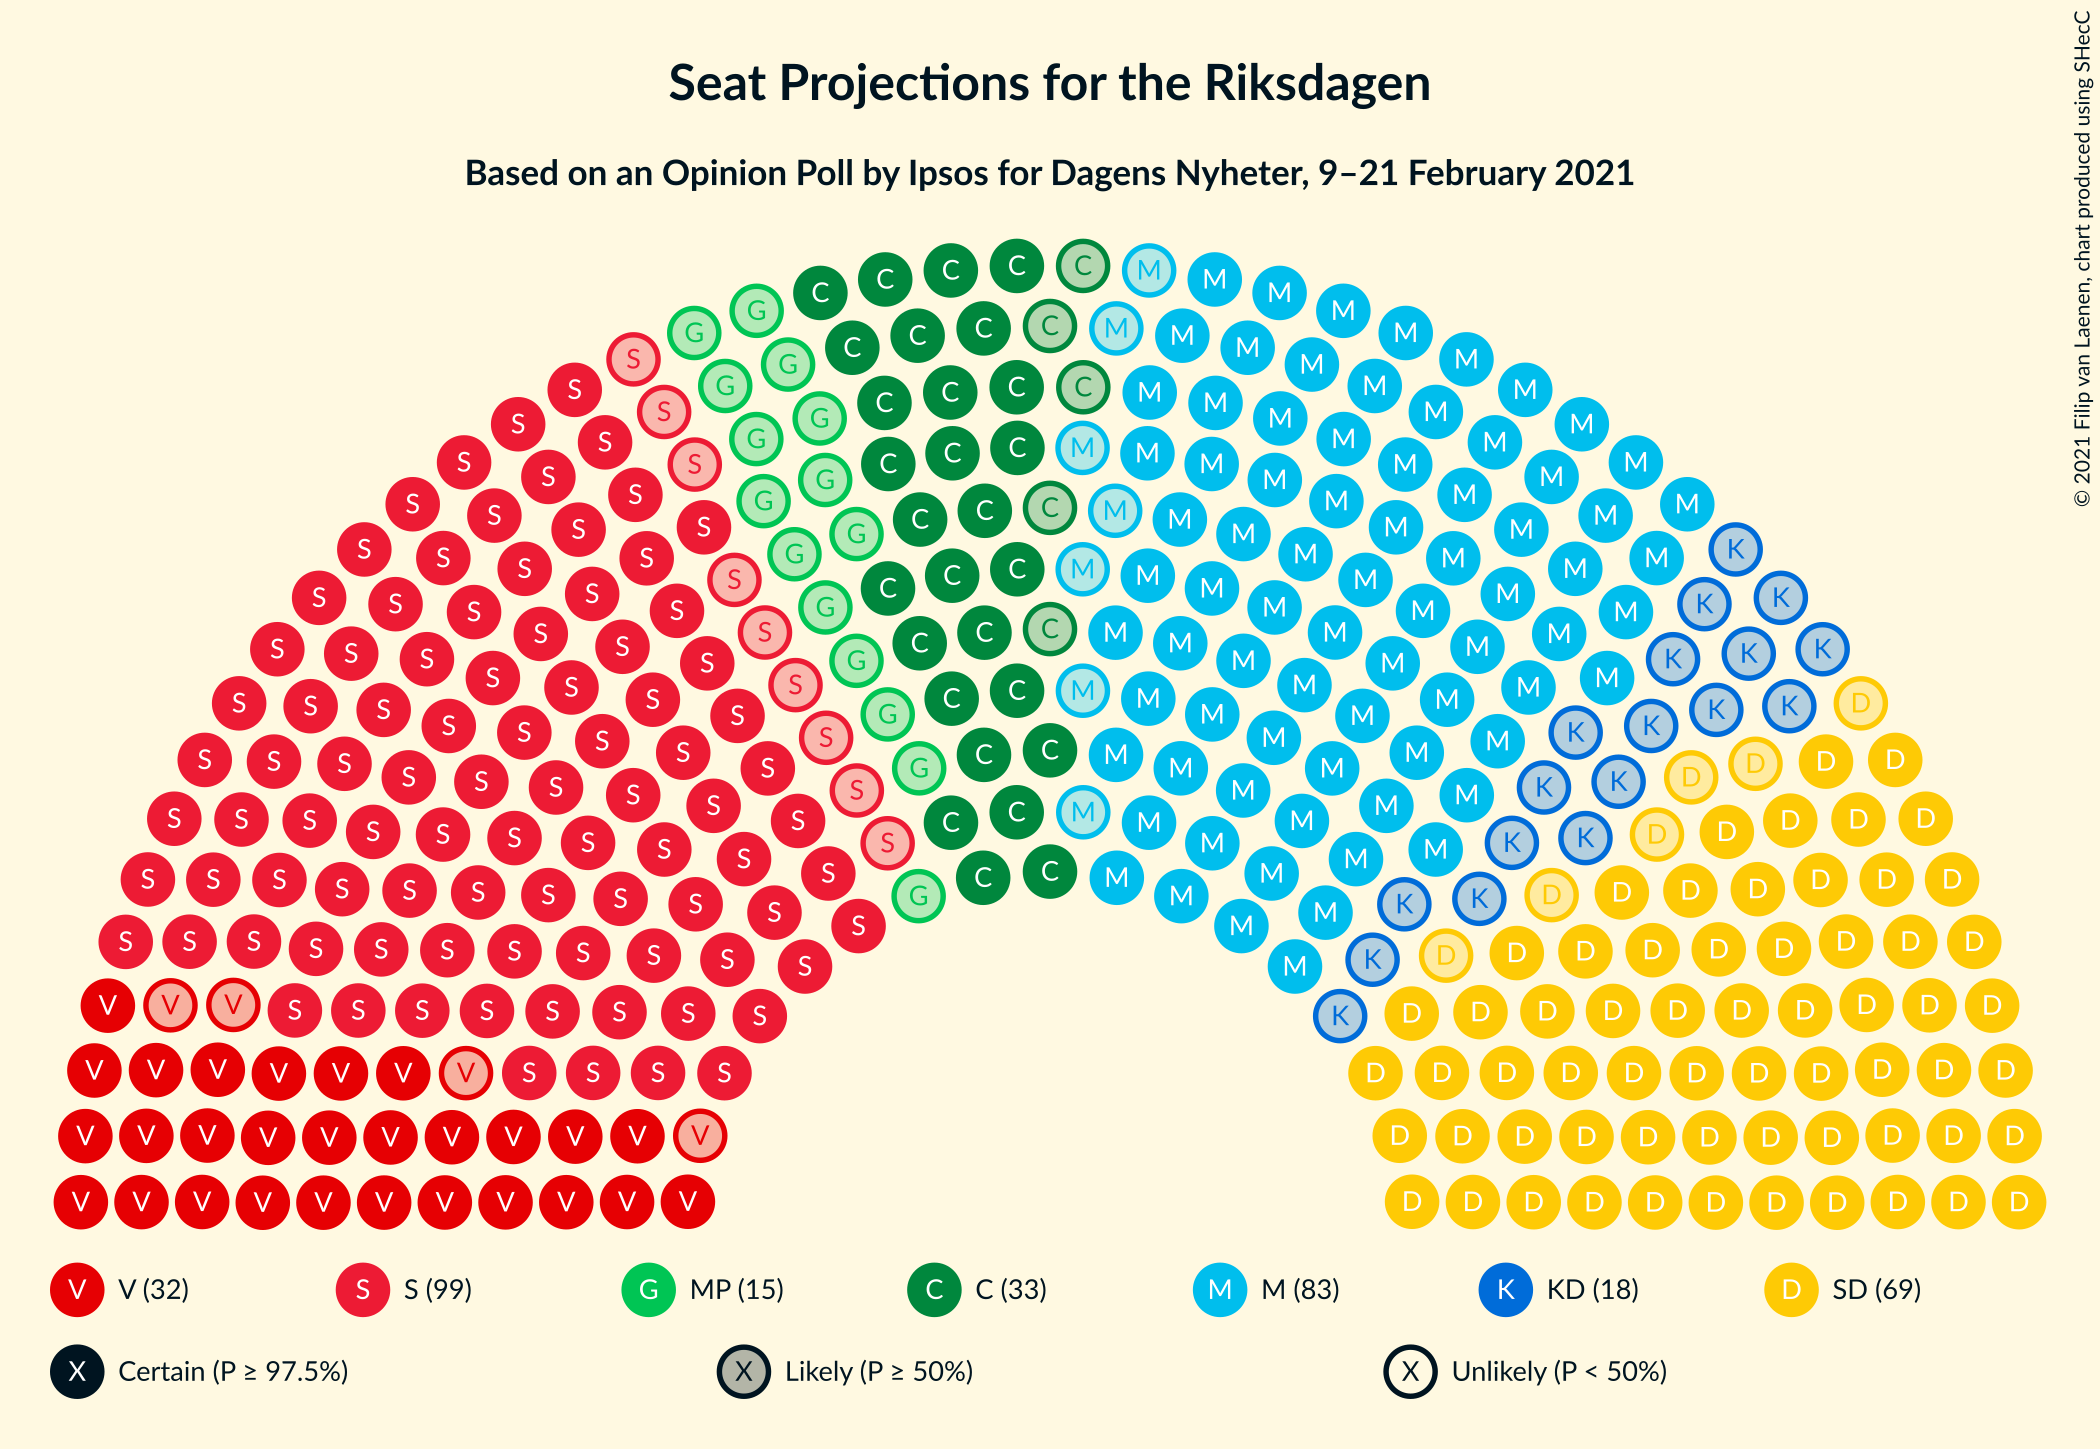 © 2021 Filip van Laenen, chart produced using SHecC
Seat Projections for the Riksdagen
Based on an Opinion Poll by Ipsos for Dagens Nyheter, 9–21 February 2021
V V (32)
S S (99)
G MP (15)
C C (33)
M M (83)
K KD (18)
D SD (69)
X Certain (P ≥ 97.5%)
X Likely (P ≥ 50%)
X Unlikely (P < 50%)